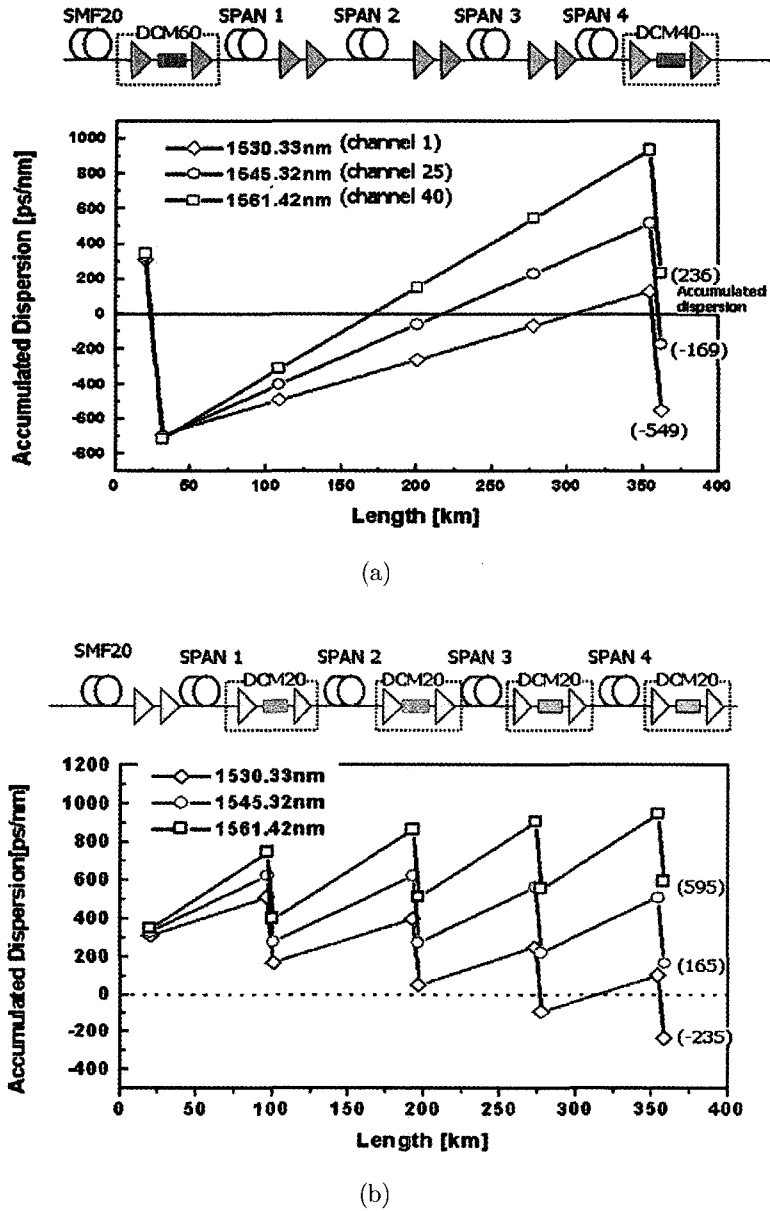 SMF20 DCM60 SPAN 1 SPAN 2 SPAN 3 SPAN 4 DCM40
Accumulated Dispersion [ps/nm]
1000
800
600
400
200
0
-200
-400
-600
-800
1530.33nm (channel 1)
1545.32nm (channel 25)
1561.42nm (channel 40)
(236)
Accumulated
dispersion
(-169)
(-549)
0 50 100 150 200 250 300 350 400
Length [km]
(a)
SMF20 SPAN 1 DCM20 SPAN 2 DCM20 SPAN 3 DCM20 SPAN 4 DCM20
Accumulated Dispersion[ps/nm]
1200
1000
800
600
400
200
0
-200
-400
1530.33nm
1545.32nm
1561.42nm
(595)
(165)
(-235)
0 50 100 150 200 250 300 350 400
Length [km]
(b)